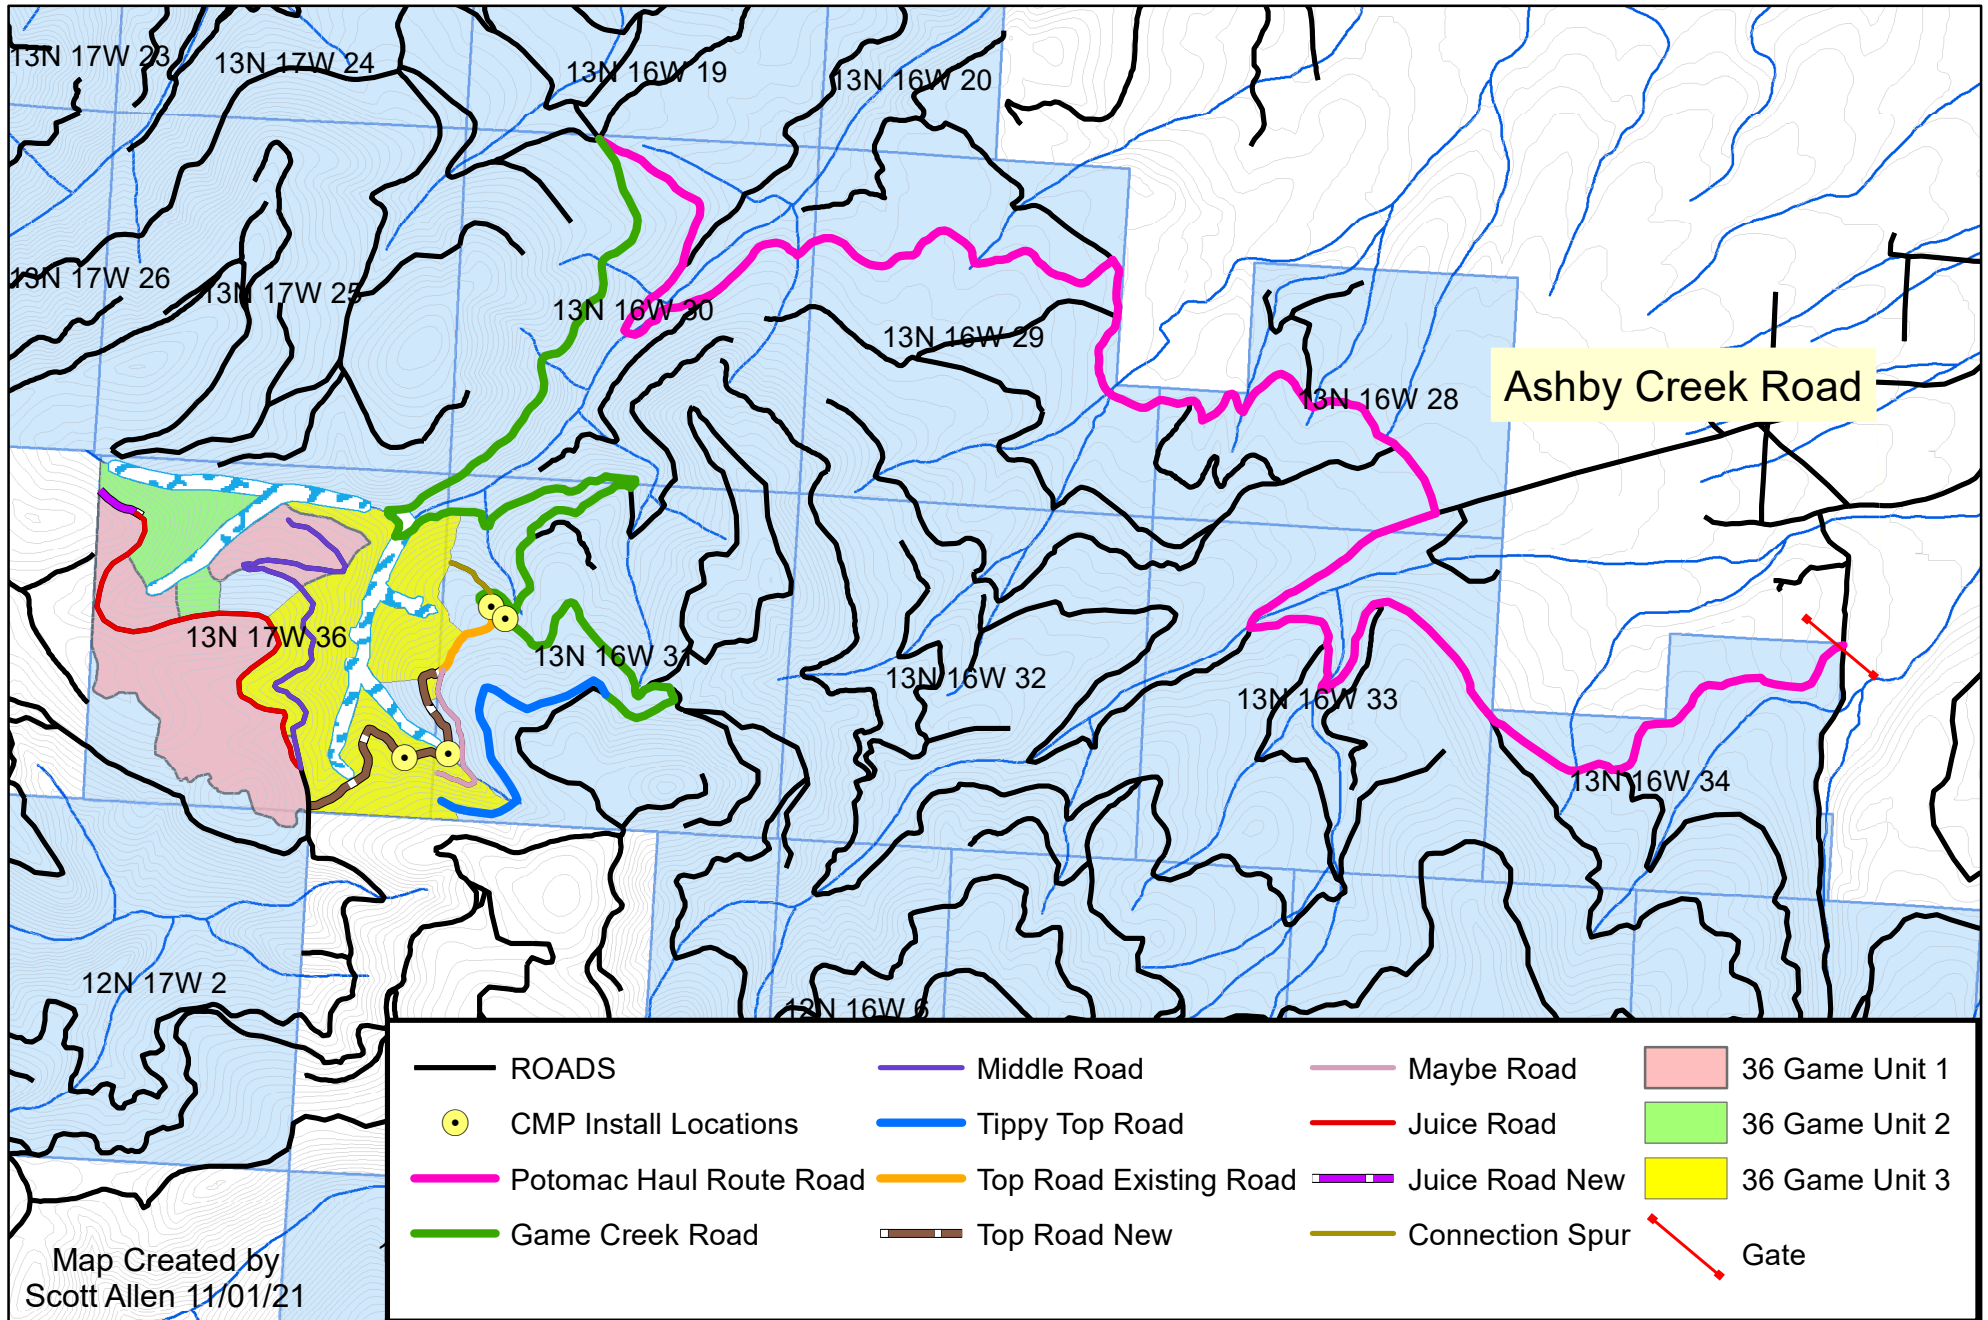 13N 17W 23
13N 17W 24
13N 16W 19
13N 16W 20
13N 17W 26
13N 17W 25
13N 16W 30
13N 16W 29
13N 16W 28
Ashby Creek Road
13N 17W 36
13N 16W 31
13N 16W 32
13N 16W 33
13N 16W 34
12N 17W 2
12N 16W 6
ROADS
CMP Install Locations
Potomac Haul Route Road
Game Creek Road
Middle Road
Tippy Top Road
Top Road Existing Road
Top Road New
Maybe Road
Juice Road
Juice Road New
Connection Spur
36 Game Unit 1
36 Game Unit 2
36 Game Unit 3
Gate
Map Created by
Scott Allen 11/01/21